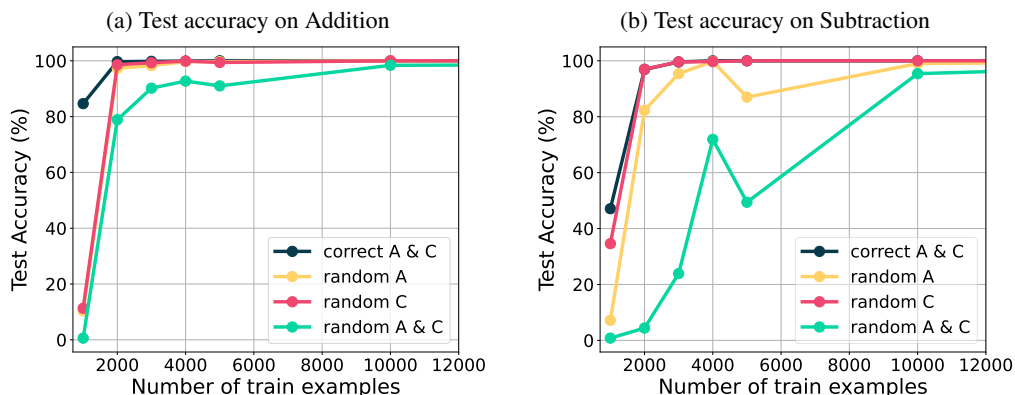 (a) Test accuracy on Addition
100
80
60
40
20
0
Test Accuracy (%)
correct A & C
random A
random C
random A & C
2000 4000 6000 8000 10000 12000
Number of train examples
(b) Test accuracy on Subtraction
100
80
60
40
20
0
Test Accuracy (%)
correct A & C
random A
random C
random A & C
2000 4000 6000 8000 10000 12000
Number of train examples